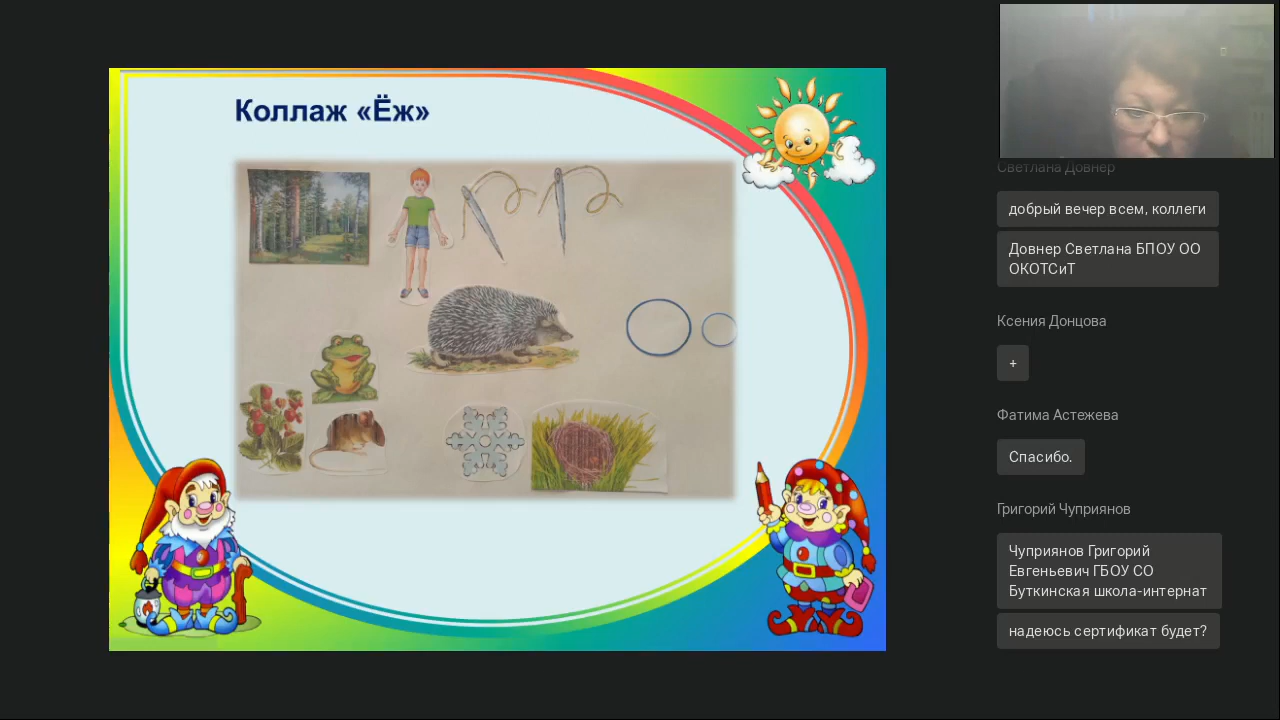 Коллаж «Ёж»
Светлана Довнер
добрый вечер всем, коллеги
Довнер Светлана БПОУ ОО
ОКОТСиТ
Ксения Донцова
+
Фатима Астежева
Спасибо.
Григорий Чуприянов
Чуприянов Григорий
Евгеньевич ГБОУ СО
Буткинская школа-интернат
надеюсь сертификат будет?